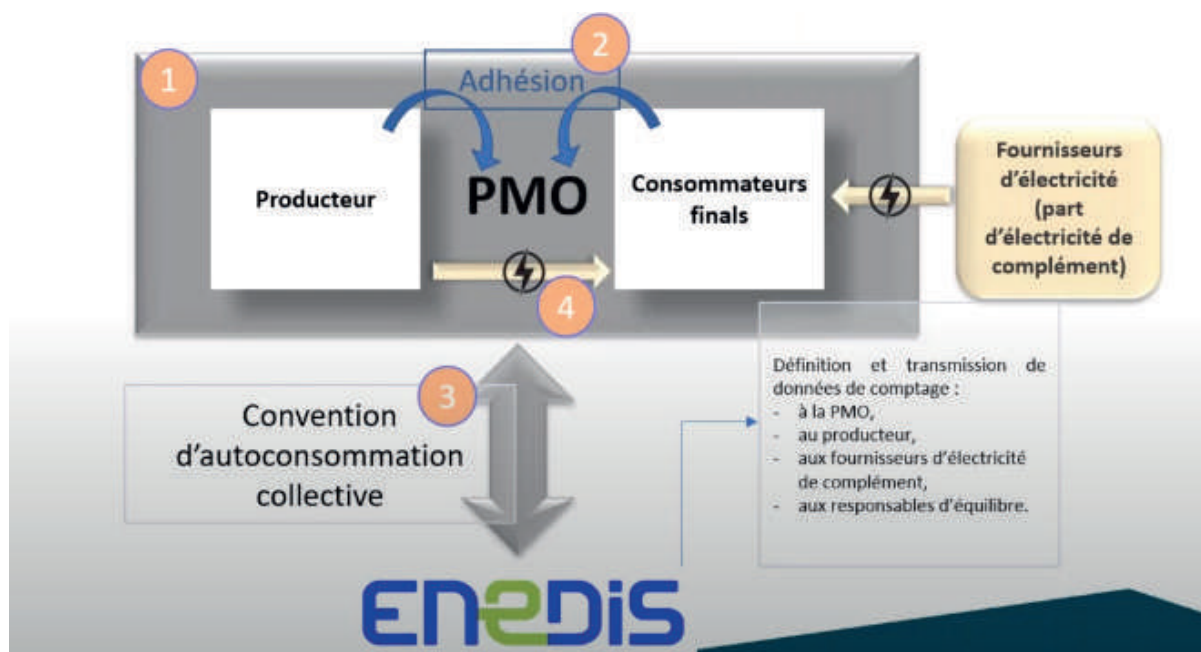 1
2
Adhésion
Producteur
PMO
Consommateurs
finals
Fournisseurs
d'électricité
(part
d'électricité de
complément)
4
3
Convention
d'autoconsommation
collective
Définition et transmission de
données de comptage :
- à la PMO,
- au producteur,
- aux fournisseurs d'électricité
de complément,
- aux responsables d'équilibre.
ENEDIS